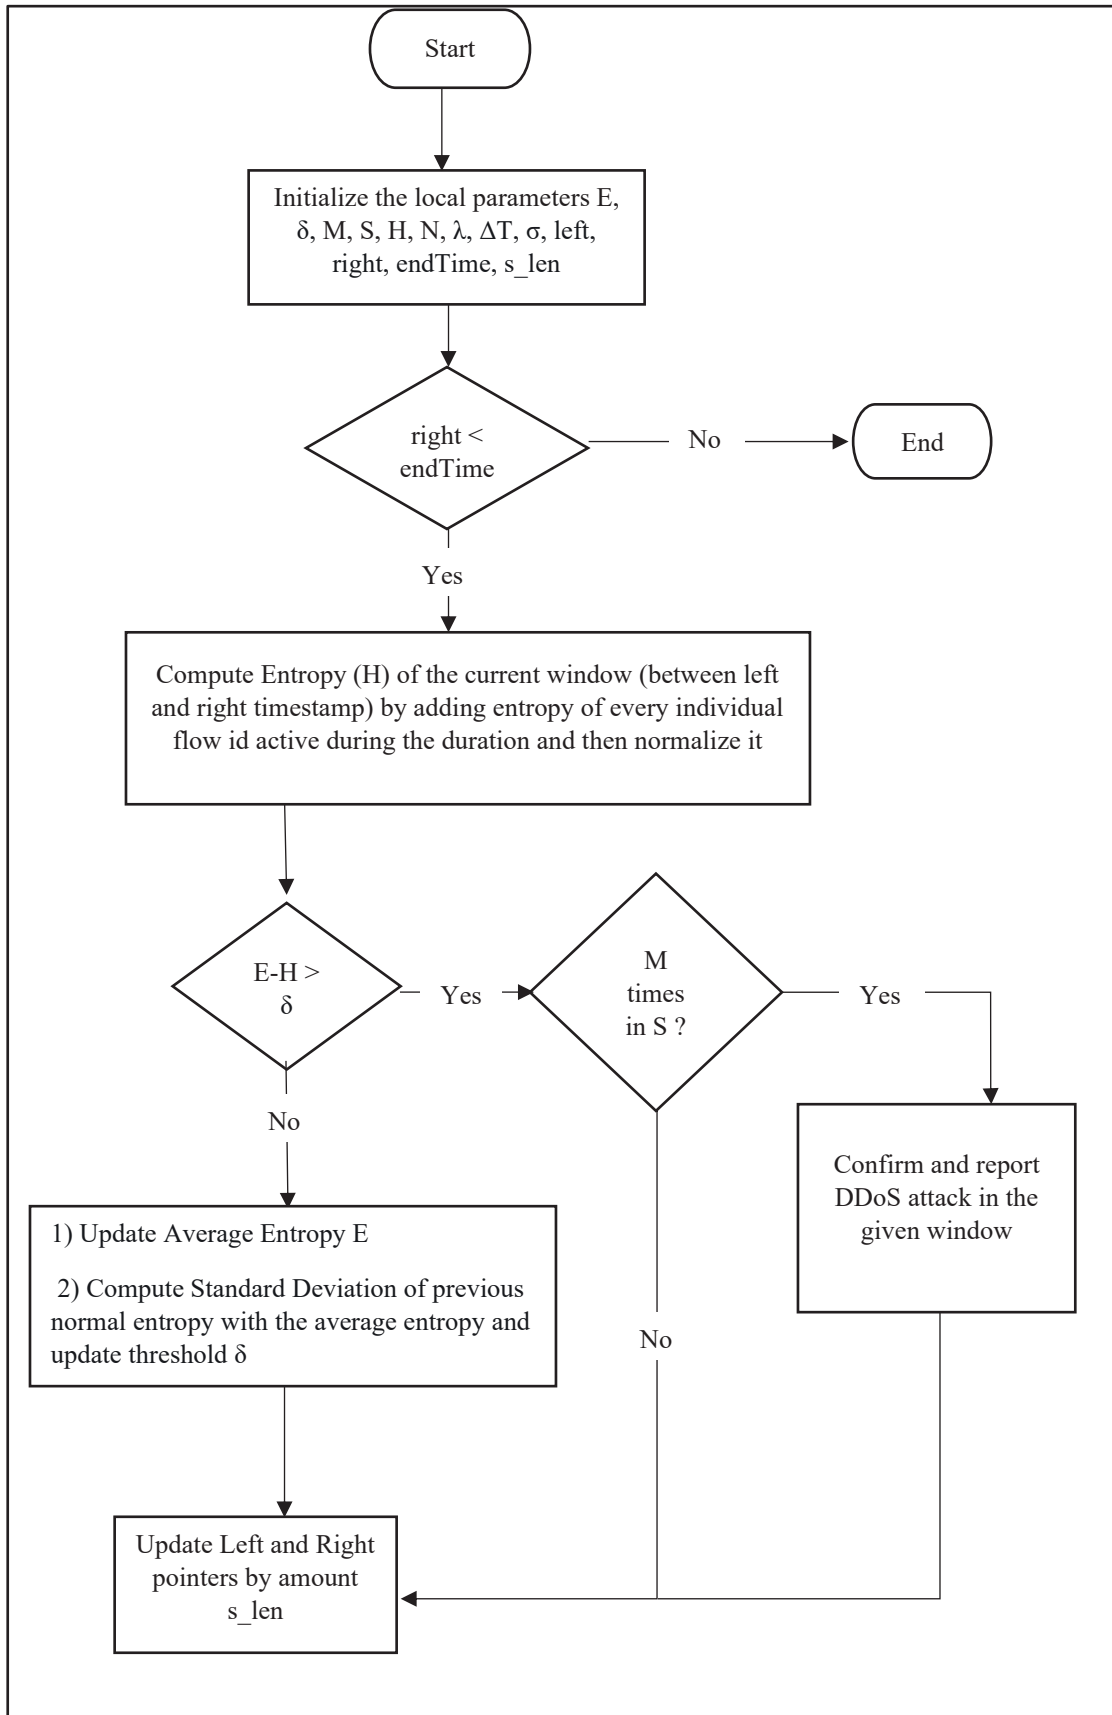 Start
Initialize the local parameters E,
δ, M, S, H, N, λ, ΔT, σ, left,
right, endTime, s_len
right <
endTime
No
End
Yes
Compute Entropy (H) of the current window (between left
and right timestamp) by adding entropy of every individual
flow id active during the duration and then normalize it
E-H >
δ
Yes
M
times
in S ?
Yes
No
Confirm and report
DDoS attack in the
given window
1) Update Average Entropy E
2) Compute Standard Deviation of previous
normal entropy with the average entropy and
update threshold δ
No
Update Left and Right
pointers by amount
s_len